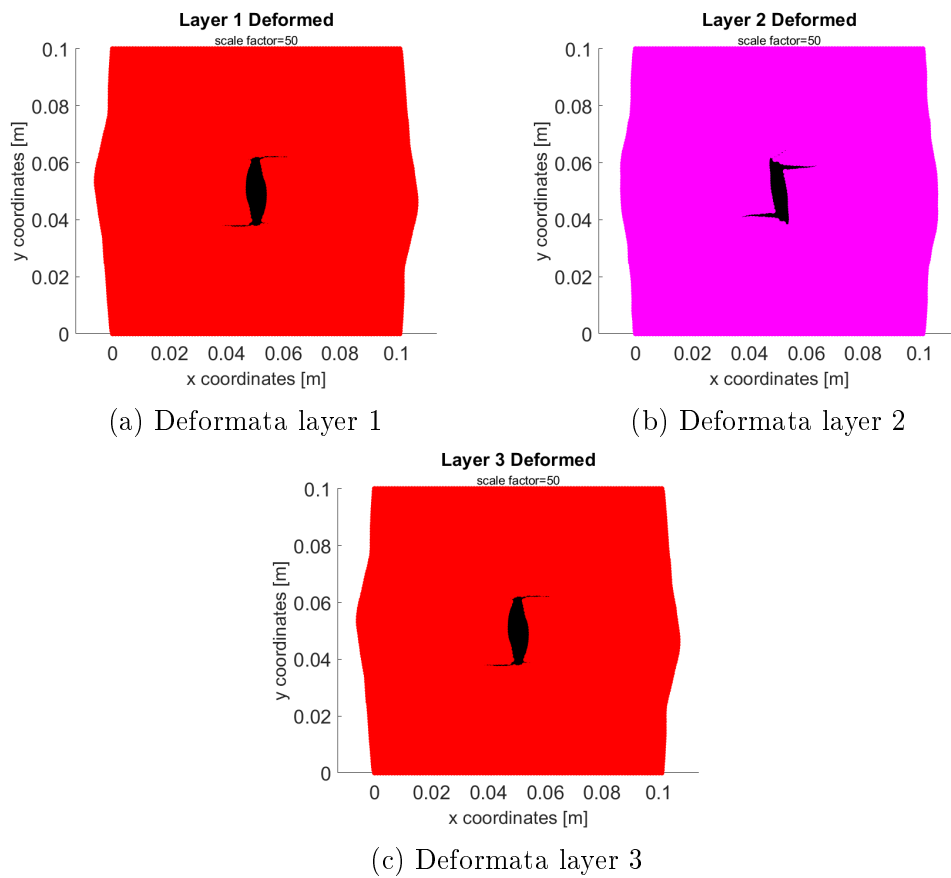 Layer 1 Deformed
scale factor=50
0.1
0.08
0.06
0.04
0.02
0
y coordinates [m]
0 0.02 0.04 0.06 0.08 0.1
x coordinates [m]
(a) Deformata layer 1
Layer 2 Deformed
scale factor=50
0.1
0.08
0.06
0.04
0.02
0
y coordinates [m]
0 0.02 0.04 0.06 0.08 0.1
x coordinates [m]
(b) Deformata layer 2
Layer 3 Deformed
scale factor=50
0.1
0.08
0.06
0.04
0.02
0
y coordinates [m]
0 0.02 0.04 0.06 0.08 0.1
x coordinates [m]
(c) Deformata layer 3